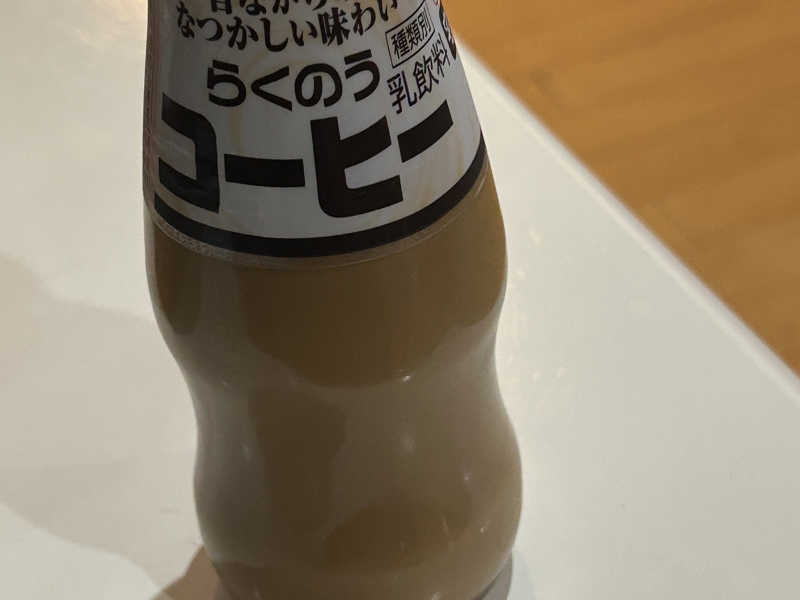 なつかしい味わい
らくのう
コーヒー
種類別
乳飲料